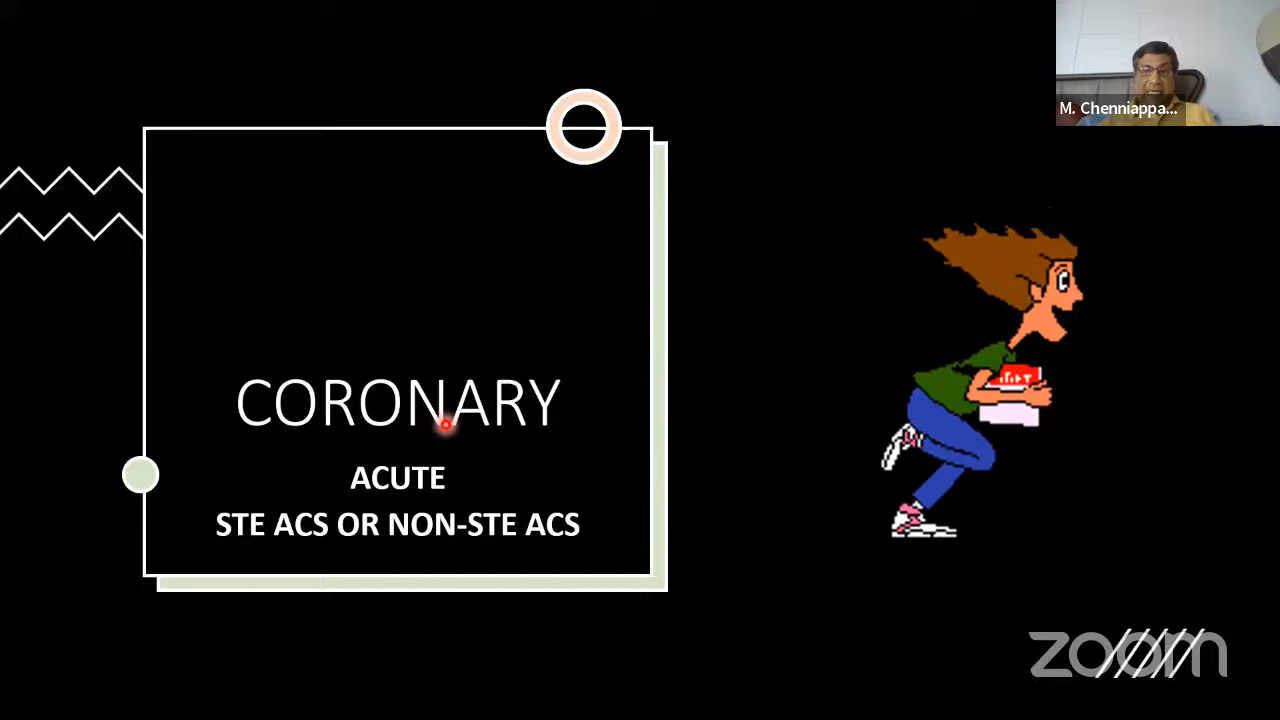 M. Chenniappa...
CORONARY
ACUTE
STE ACS OR NON-STE ACS
zoom